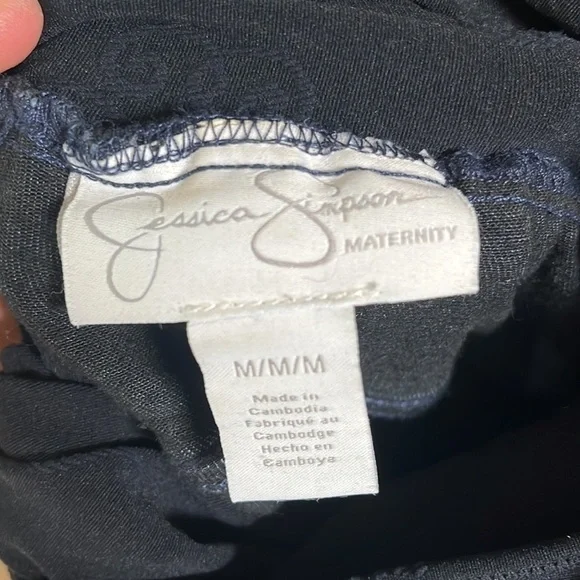 Jessica Simpson
MATERNITY
M/M/M
Made in
Cambodia
Fabriqué au
Cambodge
Hecho en
Camboya